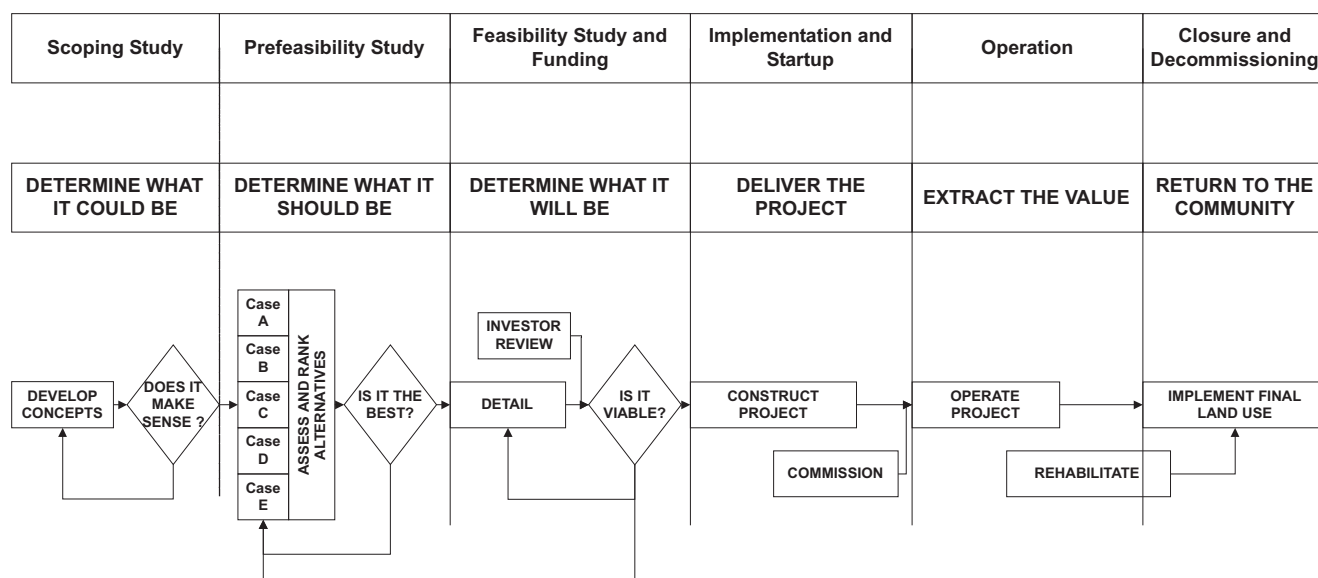 Scoping Study
Prefeasibility Study
Feasibility Study and
Funding
Implementation and
Startup
Operation
Closure and
Decommissioning
DETERMINE WHAT
IT COULD BE
DETERMINE WHAT IT
SHOULD BE
DETERMINE WHAT IT
WILL BE
DELIVER THE
PROJECT
EXTRACT THE VALUE
RETURN TO THE
COMMUNITY
DEVELOP
CONCEPTS
DOES IT
MAKE
SENSE ?
Case
A
Case
B
Case
C
Case
D
Case
E
ASSESS AND RANK
ALTERNATIVES
IS IT THE
BEST?
INVESTOR
REVIEW
DETAIL
IS IT
VIABLE?
CONSTRUCT
PROJECT
COMMISSION
OPERATE
PROJECT
REHABILITATE
IMPLEMENT FINAL
LAND USE